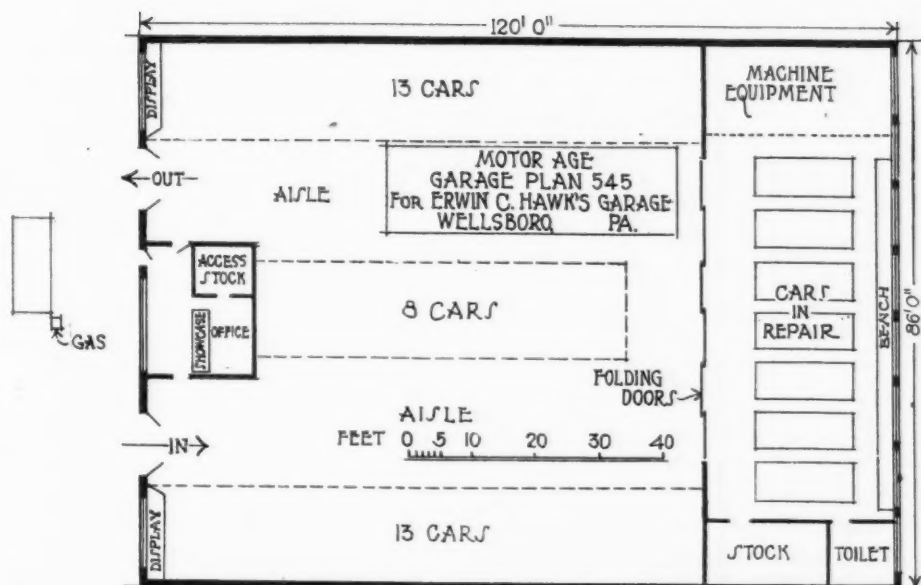 120' 0"
DISPLAY
13 CARS
MACHINE
EQUIPMENT
OUT
AISLE
MOTOR AGE
GARAGE PLAN 545
FOR ERWIN C. HAWK'S GARAGE
WELLSBORO, PA.
ACCESS
STOCK
8 CARS
CARS
IN
REPAIR
BENCH
86' 0"
SHOWCASE
OFFICE
GAS
FOLDING
DOORS
AISLE
FEET 0 5 10 20 30 40
IN
DISPLAY
13 CARS
STOCK
TOILET